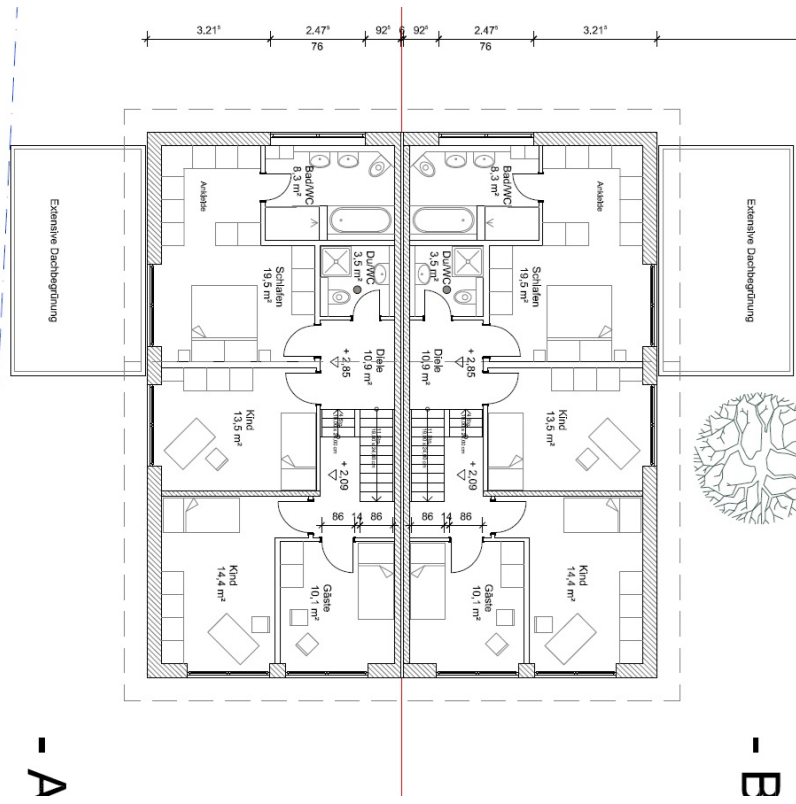 3.21⁵ 2.47⁵ 92⁵ 6 92⁵ 2.47⁵ 3.21⁵
76 76
Extensive Dachbegrünung
Ankleide
Bad/WC
8,3 m²
Bad/WC
8,3 m²
Ankleide
Extensive Dachbegrünung
Schlafen
19,5 m²
Du/WC
3,5 m²
Du/WC
3,5 m²
Schlafen
19,5 m²
+ 2,85
Diele
10,9 m²
Diele
10,9 m²
+ 2,85
Kind
13,5 m²
Kind
13,5 m²
+ 2,09
+ 2,09
86 14 86 86 14 86
Kind
14,4 m²
Gäste
10,1 m²
Gäste
10,1 m²
Kind
14,4 m²
- A
- B